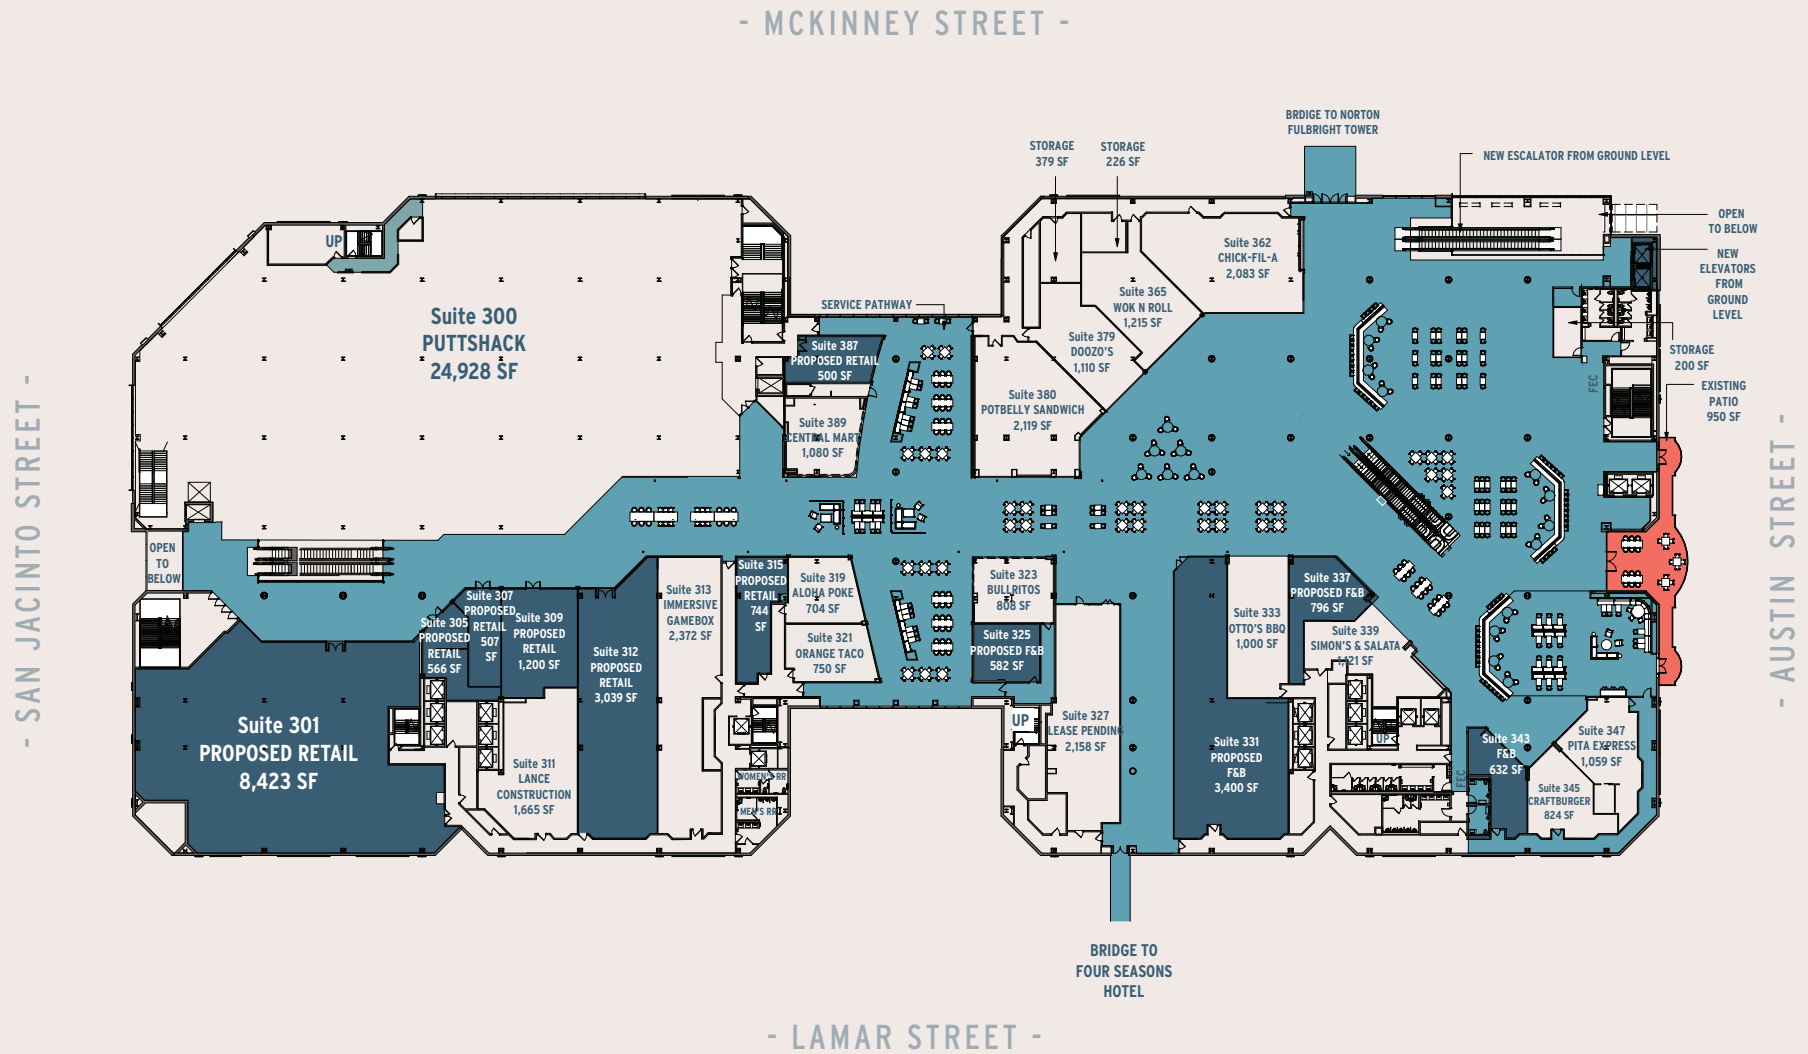 - MCKINNEY STREET -
BRDIGE TO NORTON
FULBRIGHT TOWER
STORAGE
379 SF
STORAGE
226 SF
NEW ESCALATOR FROM GROUND LEVEL
OPEN
TO BELOW
NEW
ELEVATORS
FROM
GROUND
LEVEL
STORAGE
200 SF
EXISTING
PATIO
950 SF
FEC
UP
Suite 300
PUTTSHACK
24,928 SF
SERVICE PATHWAY
Suite 387
PROPOSED RETAIL
500 SF
Suite 389
CENTRAL MART
1,080 SF
Suite 362
CHICK-FIL-A
2,083 SF
Suite 365
WOK N ROLL
1,215 SF
Suite 379
DOOZO'S
1,110 SF
Suite 380
POTBELLY SANDWICH
2,119 SF
- SAN JACINTO STREET -
- AUSTIN STREET -
OPEN
TO
BELOW
Suite 301
PROPOSED RETAIL
8,423 SF
Suite 305
PROPOSED
RETAIL
566 SF
Suite 307
PROPOSED
RETAIL
507
SF
Suite 309
PROPOSED
RETAIL
1,200 SF
Suite 311
LANCE
CONSTRUCTION
1,665 SF
Suite 312
PROPOSED
RETAIL
3,039 SF
Suite 313
IMMERSIVE
GAMEBOX
2,372 SF
Suite 315
PROPOSED
RETAIL
744
SF
Suite 319
ALOHA POKE
704 SF
Suite 321
ORANGE TACO
750 SF
WOMEN'S RR
MEN'S RR
Suite 323
BULLRITOS
808 SF
Suite 325
PROPOSED F&B
582 SF
UP
Suite 327
LEASE PENDING
2,158 SF
Suite 331
PROPOSED
F&B
3,400 SF
Suite 333
OTTO'S BBQ
1,000 SF
Suite 337
PROPOSED F&B
796 SF
Suite 339
SIMON'S & SALATA
1,121 SF
UP
FEC
Suite 343
F&B
632 SF
Suite 345
CRAFTBURGER
824 SF
Suite 347
PITA EXPRESS
1,059 SF
BRIDGE TO
FOUR SEASONS
HOTEL
- LAMAR STREET -